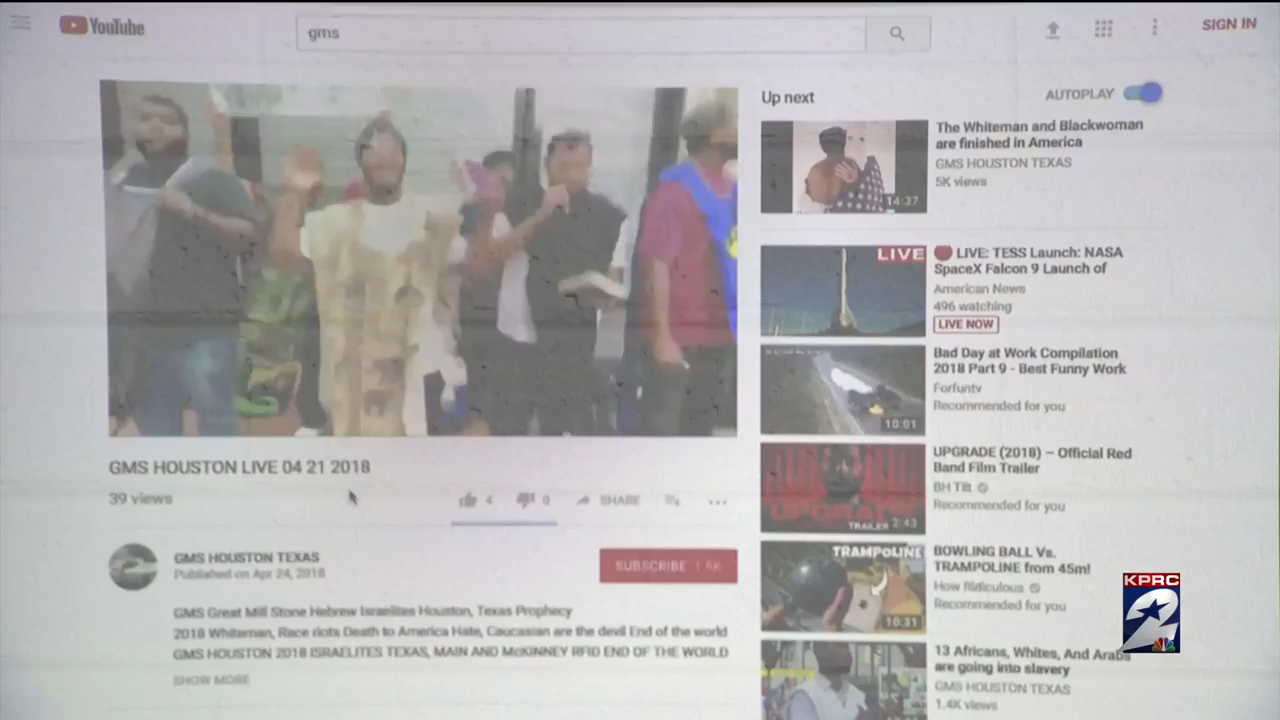 YouTube
gms
SIGN IN
Up next
AUTOPLAY
The Whiteman and Blackwoman
are finished in America
GMS HOUSTON TEXAS
5K views
14:37
LIVE
LIVE: TESS Launch: NASA
SpaceX Falcon 9 Launch of
American News
496 watching
LIVE NOW
Bad Day at Work Compilation
2018 Part 9 - Best Funny Work
Forfuntv
Recommended for you
10:01
UPGRADE (2018) – Official Red
Band Film Trailer
BH Tilt
Recommended for you
UPGRADE
TRAILER 2:43
TRAMPOLINE
BOWLING BALL Vs.
TRAMPOLINE from 45m!
How Ridiculous
Recommended for you
10:31
13 Africans, Whites, And Arabs
are going into slavery
GMS HOUSTON TEXAS
1.4K views
GMS HOUSTON LIVE 04 21 2018
39 views
4
0
SHARE
GMS HOUSTON TEXAS
Published on Apr 24, 2018
SUBSCRIBE 1.6K
GMS Great Mill Stone Hebrew Israelites Houston, Texas Prophecy
2018 Whiteman, Race riots Death to America Hate, Caucasian are the devil End of the world
GMS HOUSTON 2018 ISRAELITES TEXAS, MAIN AND McKINNEY RFID END OF THE WORLD
SHOW MORE
KPRC
2